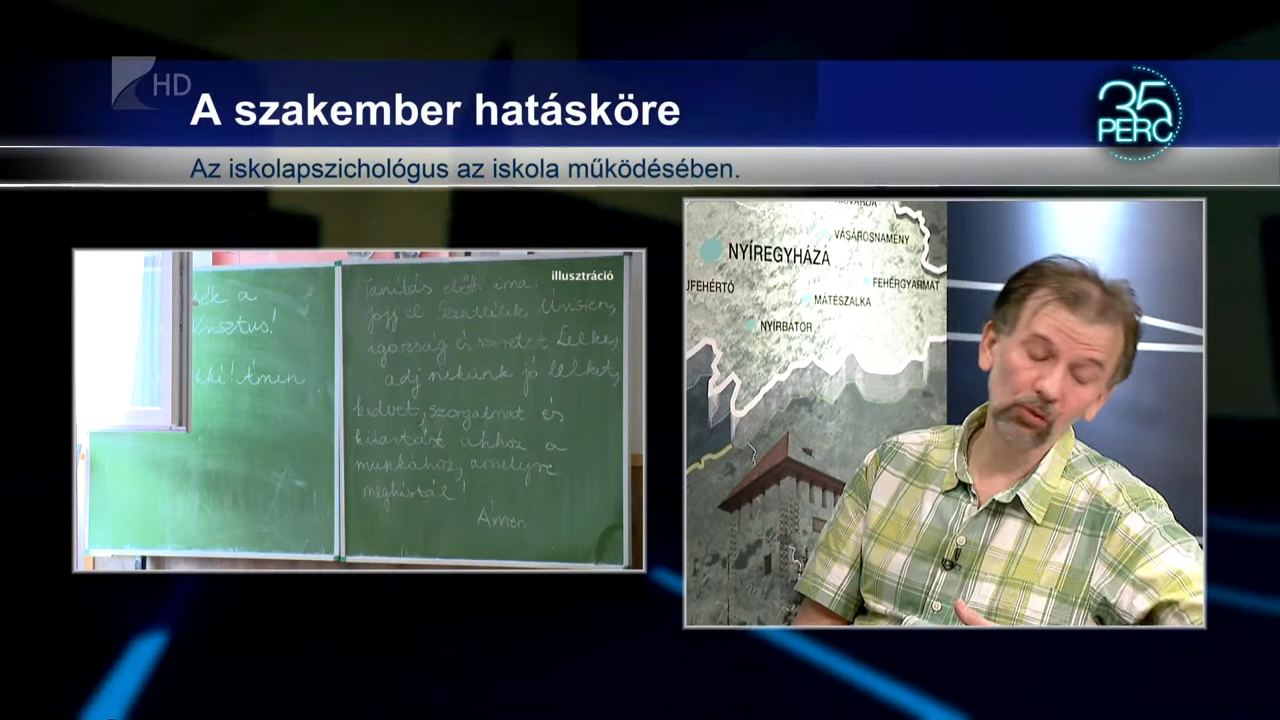 HD
A szakember hatásköre
35
PERC
Az iskolapszichológus az iskola működésében.
illusztráció
Tanítás előtti ima:
jöjj el Szentlélek Úristen,
igazság és szeretet Lelke,
adj nekünk jó lelket,
kedvet, szorgalmat és
kitartást ahhoz a
munkához, amelyre
meghívtál!
Ámen
a
Ámen
VÁSÁROSNAMÉNY
NYÍREGYHÁZA
JFEHÉRTÓ
FEHÉRGYARMAT
MÁTÉSZALKA
NYÍRBÁTOR